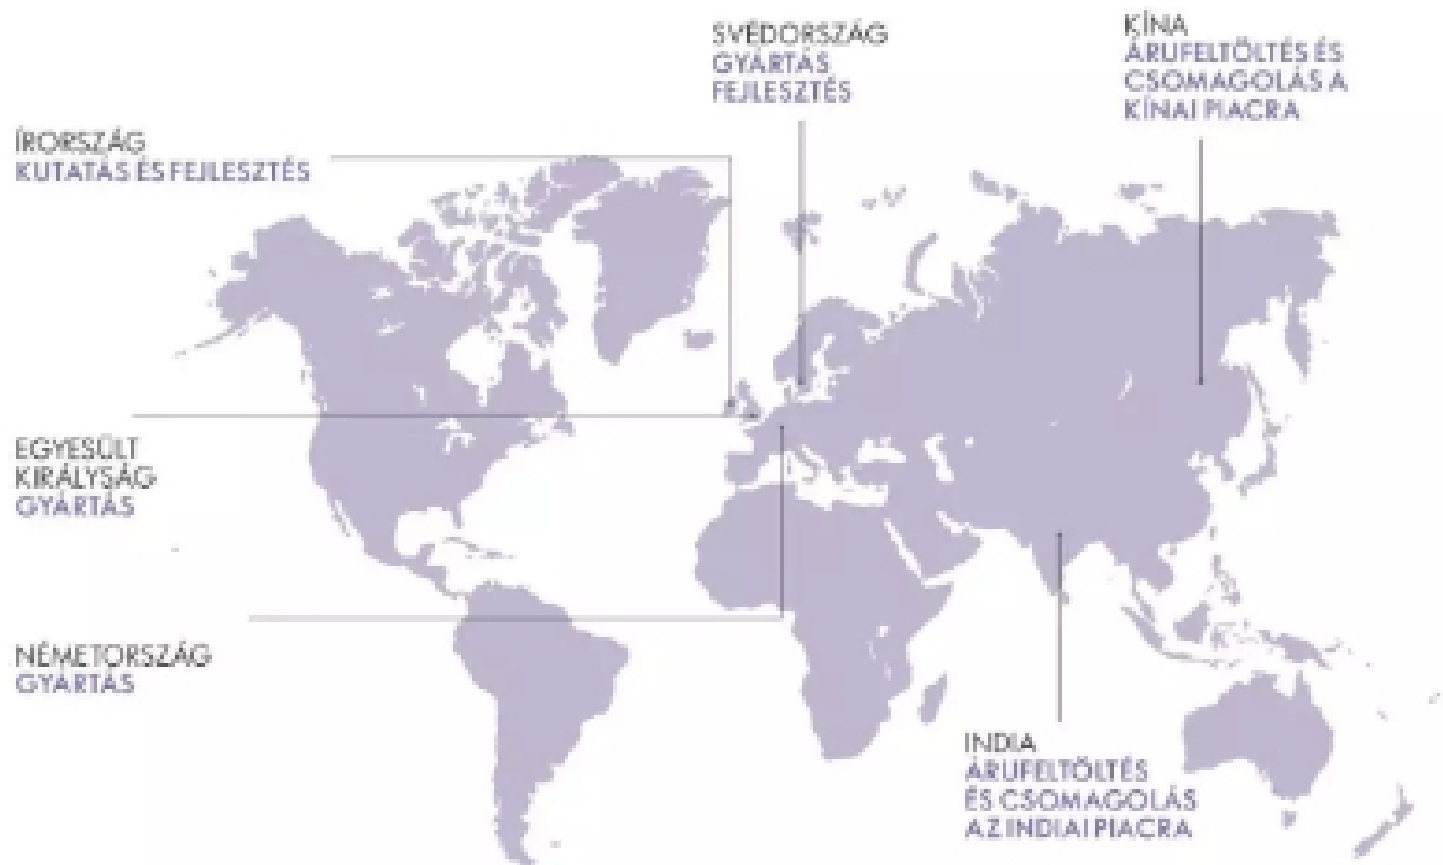 SVÉDORSZÁG
GYÁRTÁS
FEJLESZTÉS
KÍNA
ÁRUFELTÖLTÉS ÉS
CSOMAGOLÁS A
KÍNAI PIACRA
ÍRORSZÁG
KUTATÁS ÉS FEJLESZTÉS
EGYESÜLT
KIRÁLYSÁG
GYÁRTÁS
NÉMETORSZÁG
GYÁRTÁS
INDIA
ÁRUFELTÖLTÉS
ÉS CSOMAGOLÁS
AZ INDIAI PIACRA